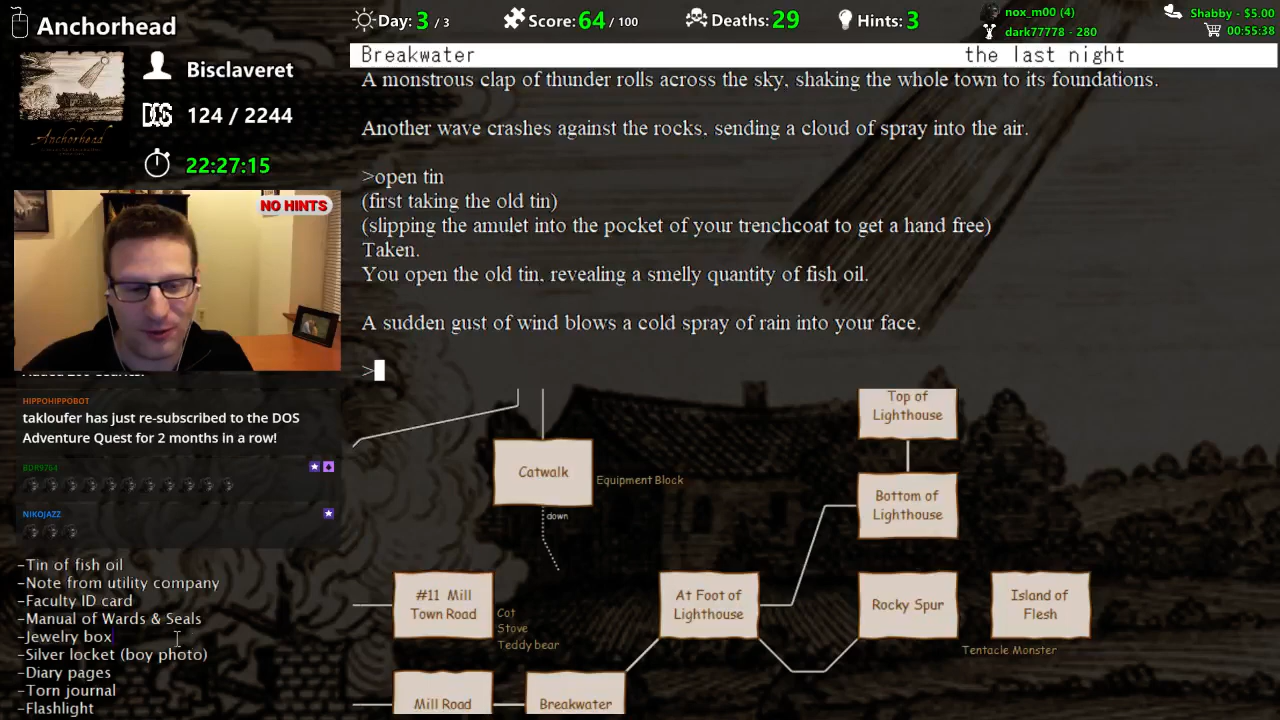 Anchorhead
Day: 3 / 3
Score: 64 / 100
Deaths: 29
Hints: 3
nox_m00 (4)
dark77778 - 280
Shabby - $5.00
00:55:38
Bisclaveret
DOS
124 / 2244
Anchorhead
22:27:15
NO HINTS
Breakwater the last night
A monstrous clap of thunder rolls across the sky, shaking the whole town to its foundations.
Another wave crashes against the rocks, sending a cloud of spray into the air.
>open tin
(first taking the old tin)
(slipping the amulet into the pocket of your trenchcoat to get a hand free)
Taken.
You open the old tin, revealing a smelly quantity of fish oil.
A sudden gust of wind blows a cold spray of rain into your face.
>
HIPPOHIPPOBOT
takloufer has just re-subscribed to the DOS
Adventure Quest for 2 months in a row!
BDR9764
NIKOJAZZ
-Tin of fish oil
-Note from utility company
-Faculty ID card
-Manual of Wards & Seals
-Jewelry box
-Silver locket (boy photo)
-Diary pages
-Torn journal
-Flashlight
Top of
Lighthouse
Catwalk
Equipment Block
Bottom of
Lighthouse
down
#11 Mill
Town Road
Cot
Stove
Teddy bear
At Foot of
Lighthouse
Rocky Spur
Island of
Flesh
Tentacle Monster
Mill Road
Breakwater